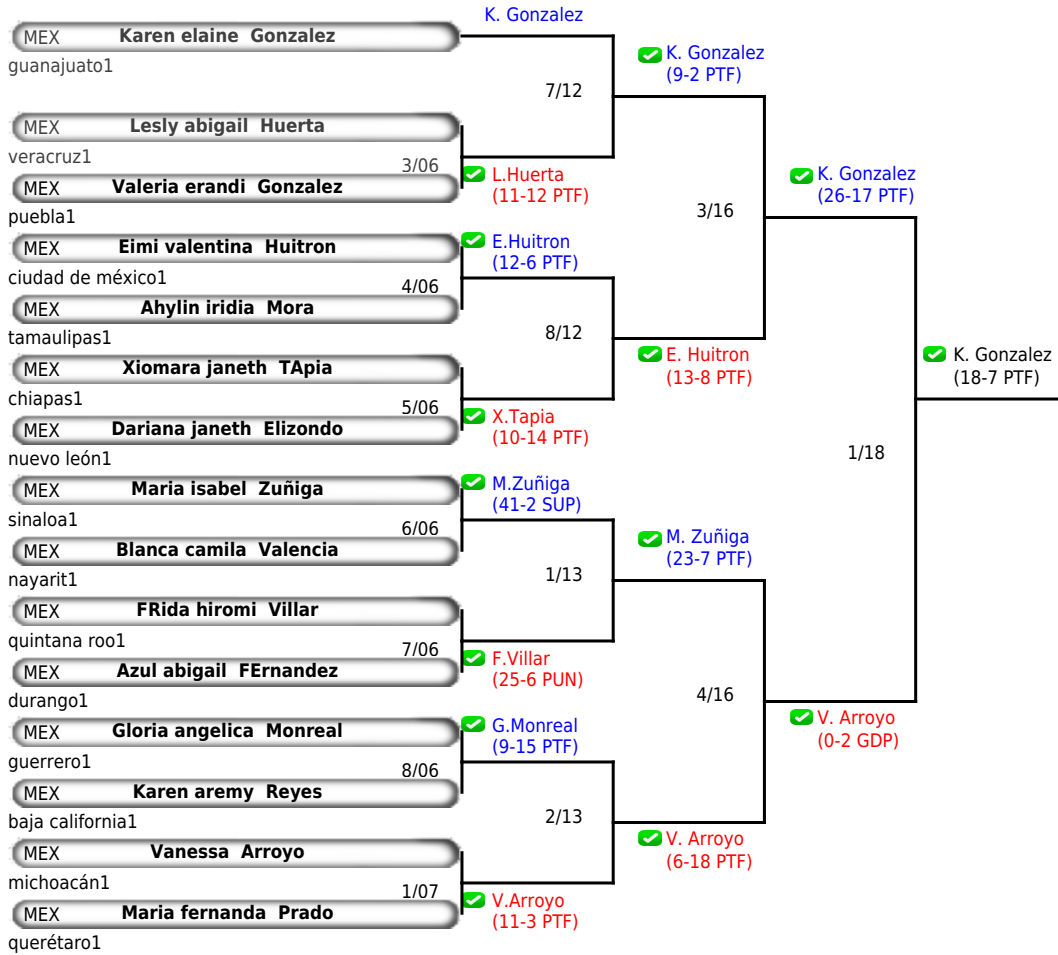 K. Gonzalez
MEX Karen elaine Gonzalez
guanajuato1
K. Gonzalez
(9-2 PTF)
7/12
MEX Lesly abigail Huerta
veracruz1
3/06
L.Huerta
(11-12 PTF)
K. Gonzalez
(26-17 PTF)
MEX Valeria erandi Gonzalez
puebla1
3/16
MEX Eimi valentina Huitron
E.Huitron
(12-6 PTF)
ciudad de méxico1
4/06
MEX Ahylin iridia Mora
tamaulipas1
8/12
MEX Xiomara janeth TApia
E. Huitron
(13-8 PTF)
K. Gonzalez
(18-7 PTF)
chiapas1
5/06
X.Tapia
(10-14 PTF)
MEX Dariana janeth Elizondo
nuevo león1
1/18
MEX Maria isabel Zuñiga
M.Zuñiga
(41-2 SUP)
sinaloa1
6/06
M. Zuñiga
(23-7 PTF)
MEX Blanca camila Valencia
nayarit1
1/13
MEX FRida hiromi Villar
quintana roo1
7/06
F.Villar
(25-6 PUN)
MEX Azul abigail FErnandez
durango1
4/16
V. Arroyo
(0-2 GDP)
MEX Gloria angelica Monreal
G.Monreal
(9-15 PTF)
guerrero1
8/06
MEX Karen aremy Reyes
baja california1
2/13
V. Arroyo
(6-18 PTF)
MEX Vanessa Arroyo
michoacán1
1/07
V.Arroyo
(11-3 PTF)
MEX Maria fernanda Prado
querétaro1